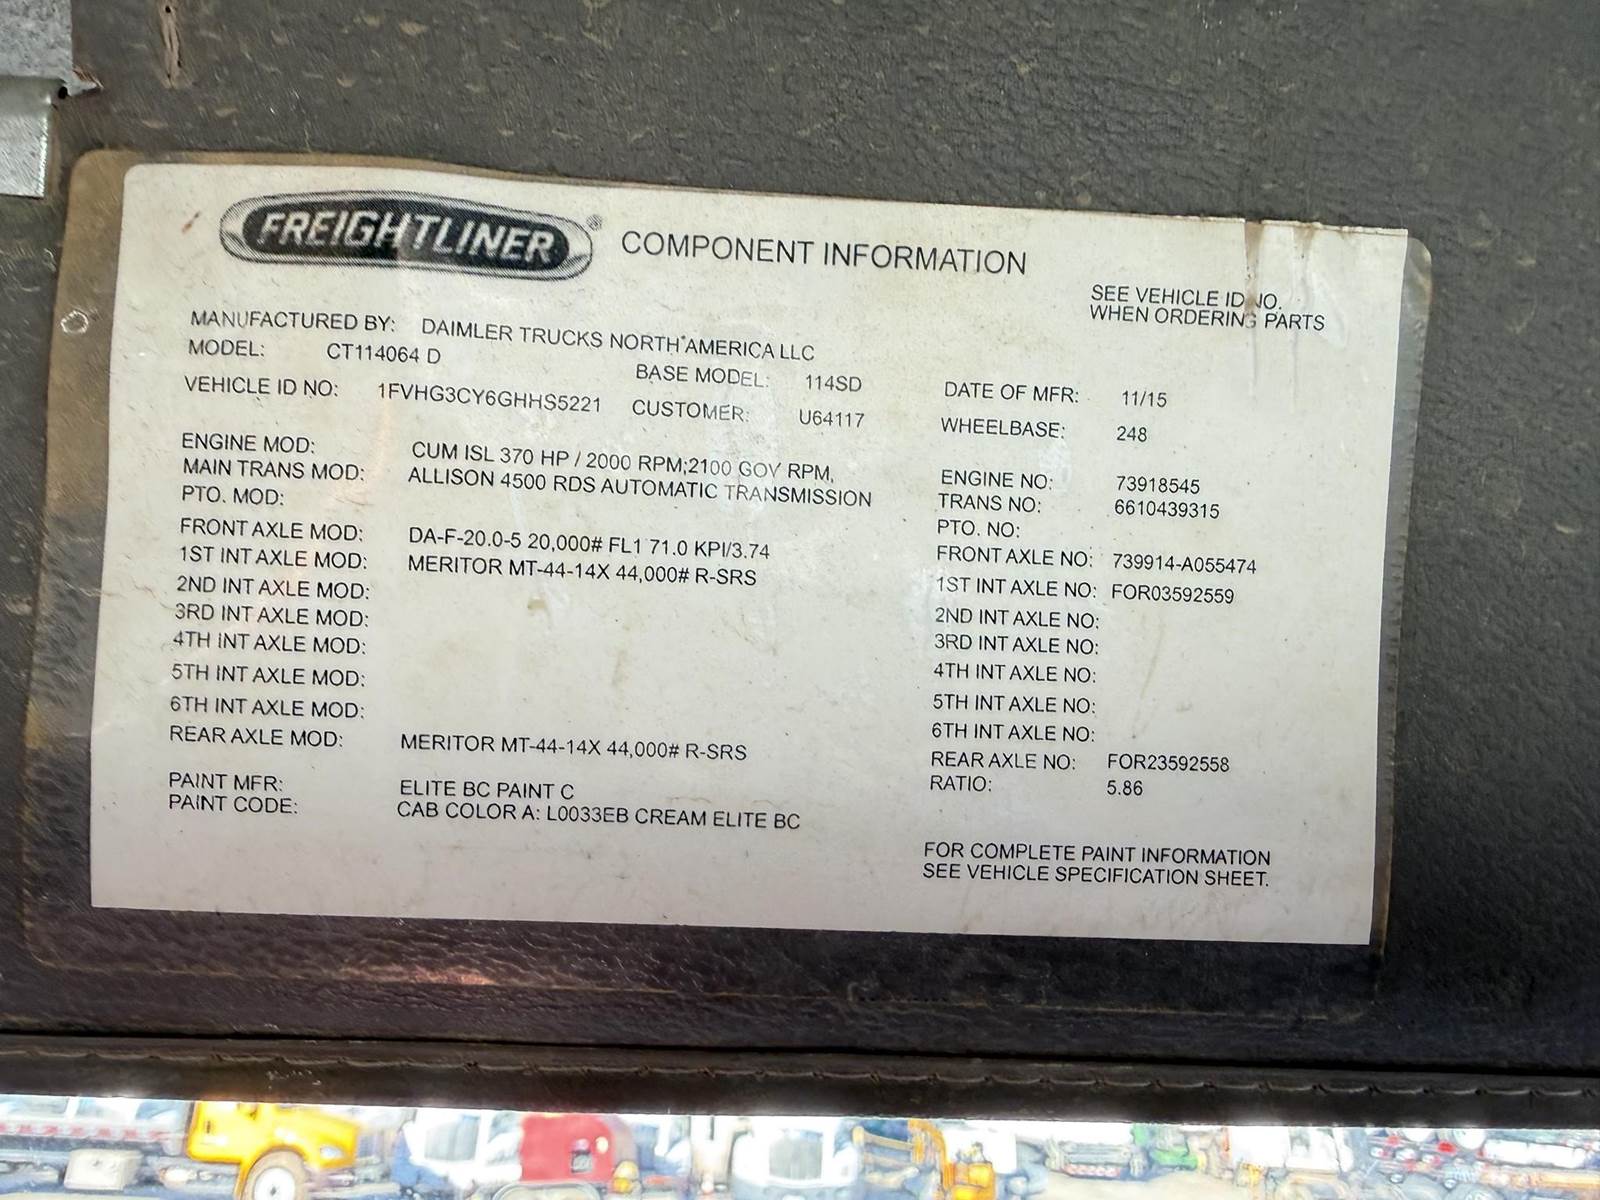 FREIGHTLINER® COMPONENT INFORMATION
SEE VEHICLE ID NO.
WHEN ORDERING PARTS
MANUFACTURED BY: DAIMLER TRUCKS NORTH AMERICA LLC
MODEL: CT114064 D BASE MODEL: 114SD DATE OF MFR: 11/15
VEHICLE ID NO: 1FVHG3CY6GHHS5221 CUSTOMER: U64117 WHEELBASE: 248
ENGINE MOD: CUM ISL 370 HP / 2000 RPM;2100 GOV RPM, ENGINE NO: 73918545
MAIN TRANS MOD: ALLISON 4500 RDS AUTOMATIC TRANSMISSION TRANS NO: 6610439315
PTO. MOD: PTO. NO:
FRONT AXLE MOD: DA-F-20.0-5 20,000# FL1 71.0 KPI/3.74 FRONT AXLE NO: 739914-A055474
1ST INT AXLE MOD: MERITOR MT-44-14X 44,000# R-SRS 1ST INT AXLE NO: FOR03592559
2ND INT AXLE MOD: 2ND INT AXLE NO:
3RD INT AXLE MOD: 3RD INT AXLE NO:
4TH INT AXLE MOD: 4TH INT AXLE NO:
5TH INT AXLE MOD: 5TH INT AXLE NO:
6TH INT AXLE MOD: 6TH INT AXLE NO:
REAR AXLE MOD: MERITOR MT-44-14X 44,000# R-SRS REAR AXLE NO: FOR23592558
RATIO: 5.86
PAINT MFR: ELITE BC PAINT C
PAINT CODE: CAB COLOR A: L0033EB CREAM ELITE BC
FOR COMPLETE PAINT INFORMATION
SEE VEHICLE SPECIFICATION SHEET.